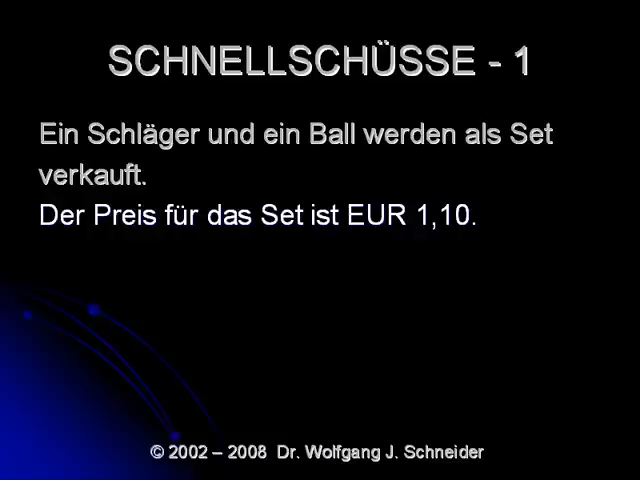 SCHNELLSCHÜSSE - 1
Ein Schläger und ein Ball werden als Set
verkauft.
Der Preis für das Set ist EUR 1,10.
© 2002 – 2008 Dr. Wolfgang J. Schneider